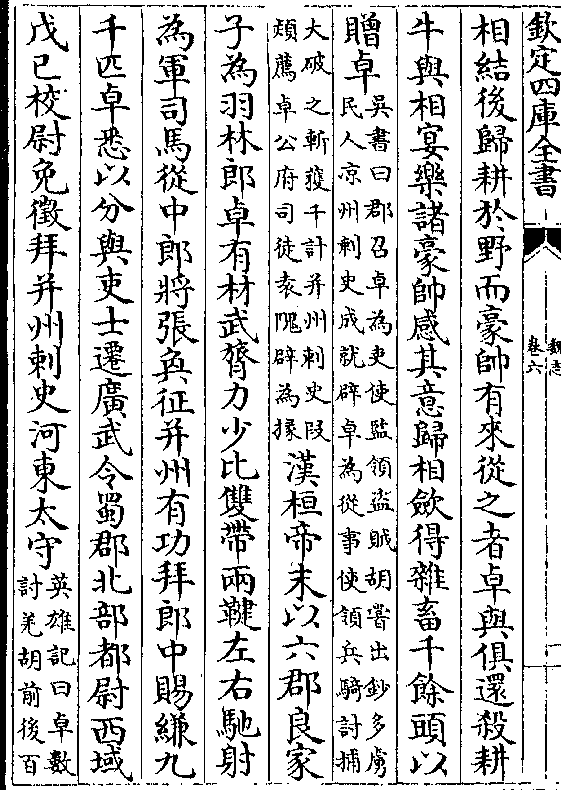 欽定四庫全書
魏志
卷六
相結後歸耕於野而豪帥有來從之者卓與俱還殺耕
牛與相宴樂諸豪帥感其意歸相斂得雜畜千餘頭以
贈卓
吳書曰郡召卓為吏使監領盜賊胡嘗出鈔多虜
民人涼州刺史成就辟卓為從事使領兵騎討捕
大破之斬獲千計并州刺史段
熲薦卓公府司徒袁隗辟為掾
漢桓帝末以六郡良家
子為羽林郎卓有材武膂力少比雙帶兩鞬左右馳射
為軍司馬從中郎將張奐征并州有功拜郎中賜縑九
千匹卓悉以分與吏士遷廣武令蜀郡北部都尉西域
戊巳校尉免徵拜并州刺史河東太守
英雄記曰卓數
討羌胡前後百